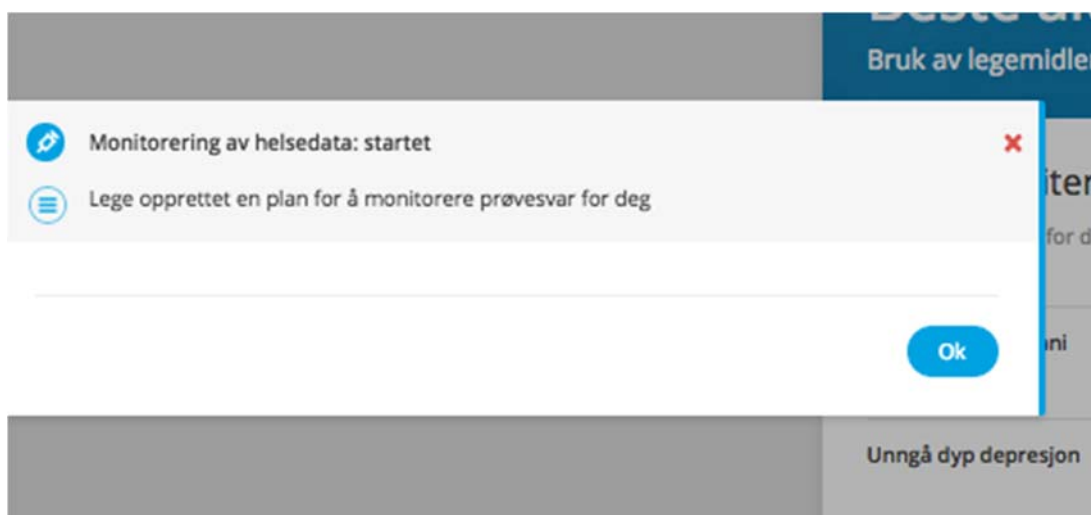 Bruk av
Monitorering av helsedata: startet
Lege opprettet en plan for å monitorere prøvesvar for deg
for
Ok
Unngå dyp depresjon